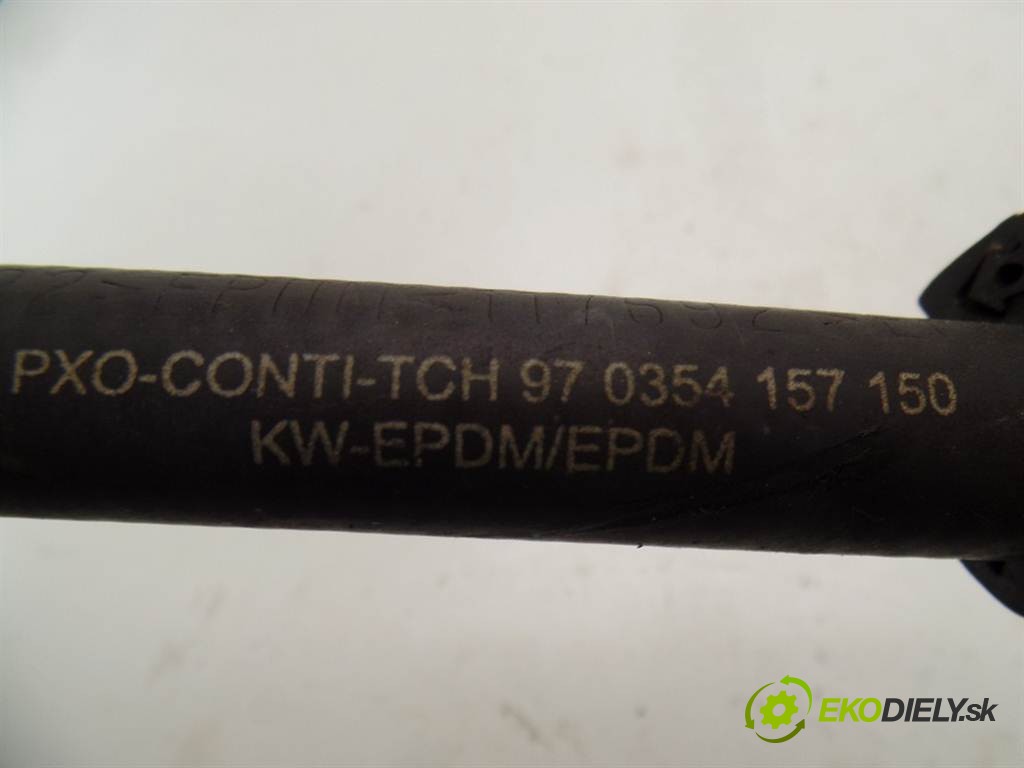 PXO-CONTI-TCH 97 0354 157 150
KW-EPDM/EPDM
EKODIELY.sk